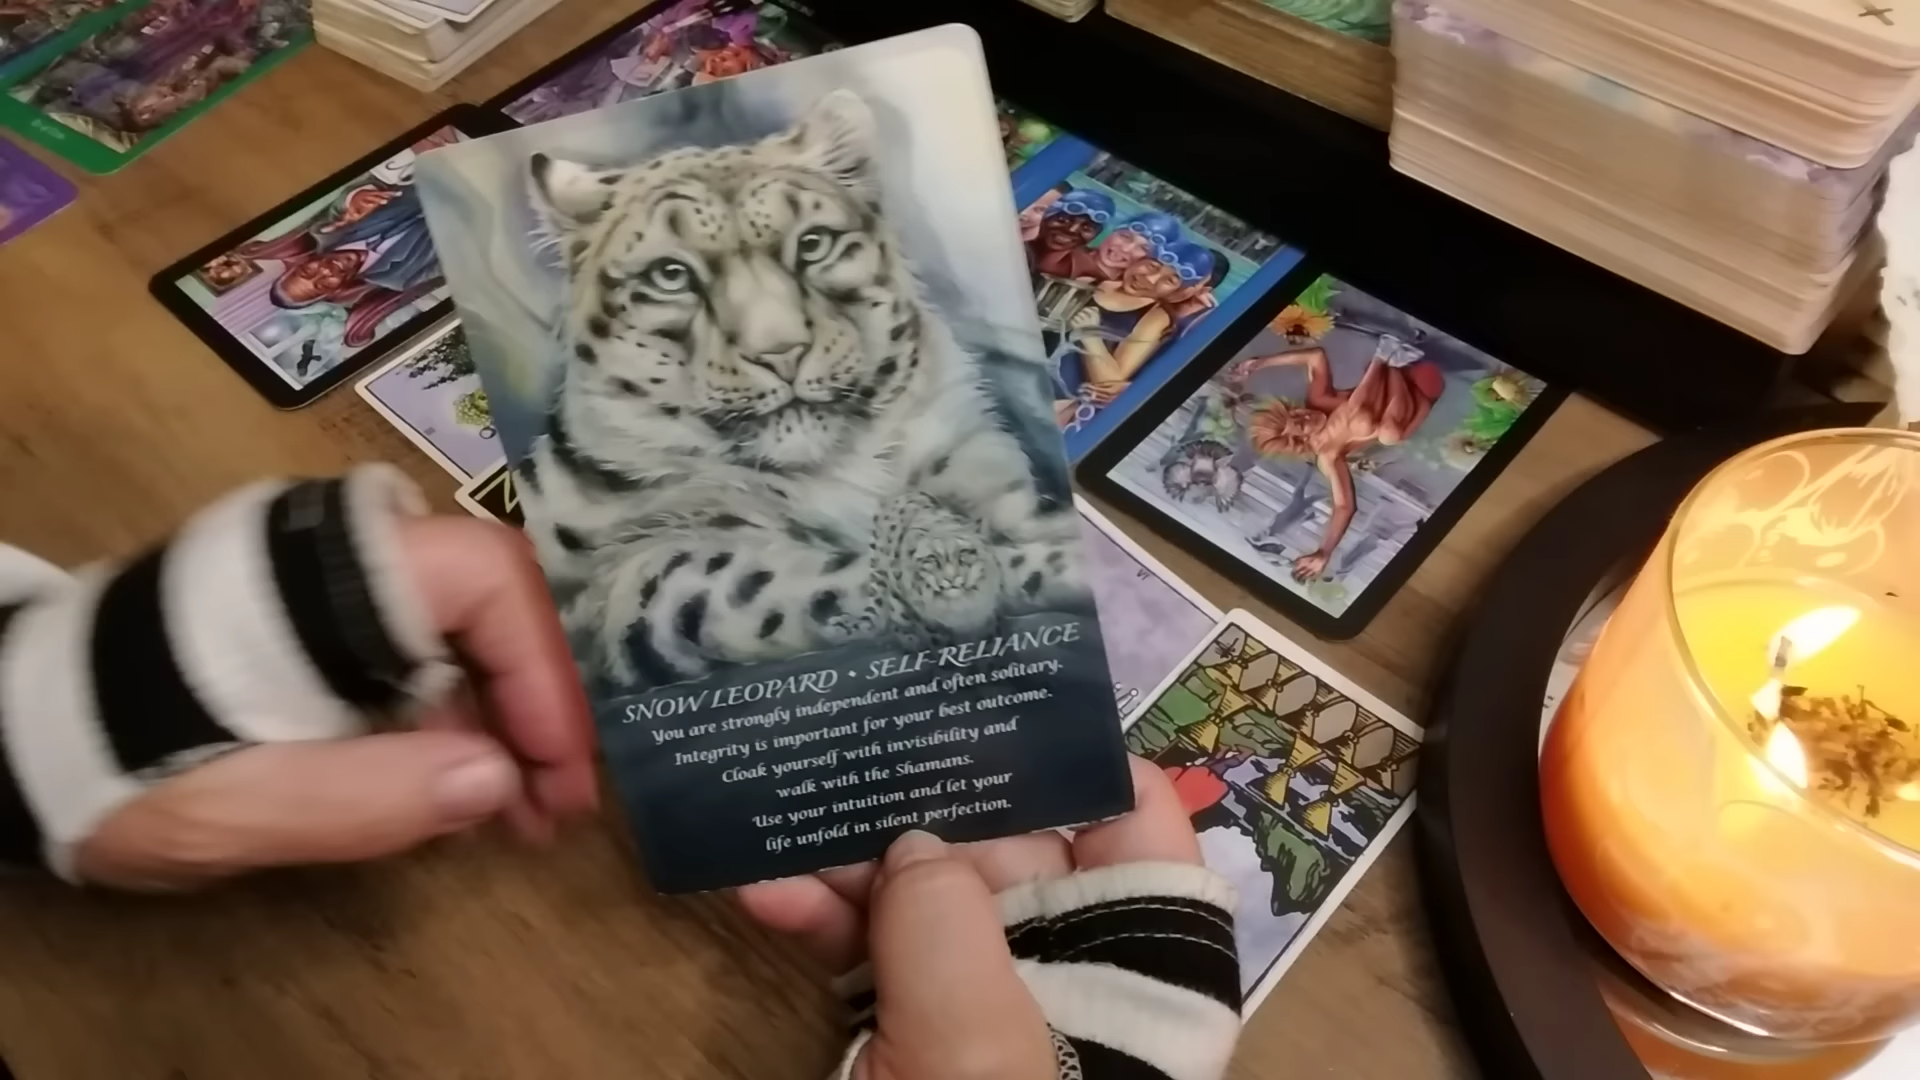 SNOW LEOPARD • SELF-RELIANCE
You are strongly independent and often solitary.
Integrity is important for your best outcome.
Cloak yourself with invisibility and
walk with the Shamans.
Use your intuition and let your
life unfold in silent perfection.
VI